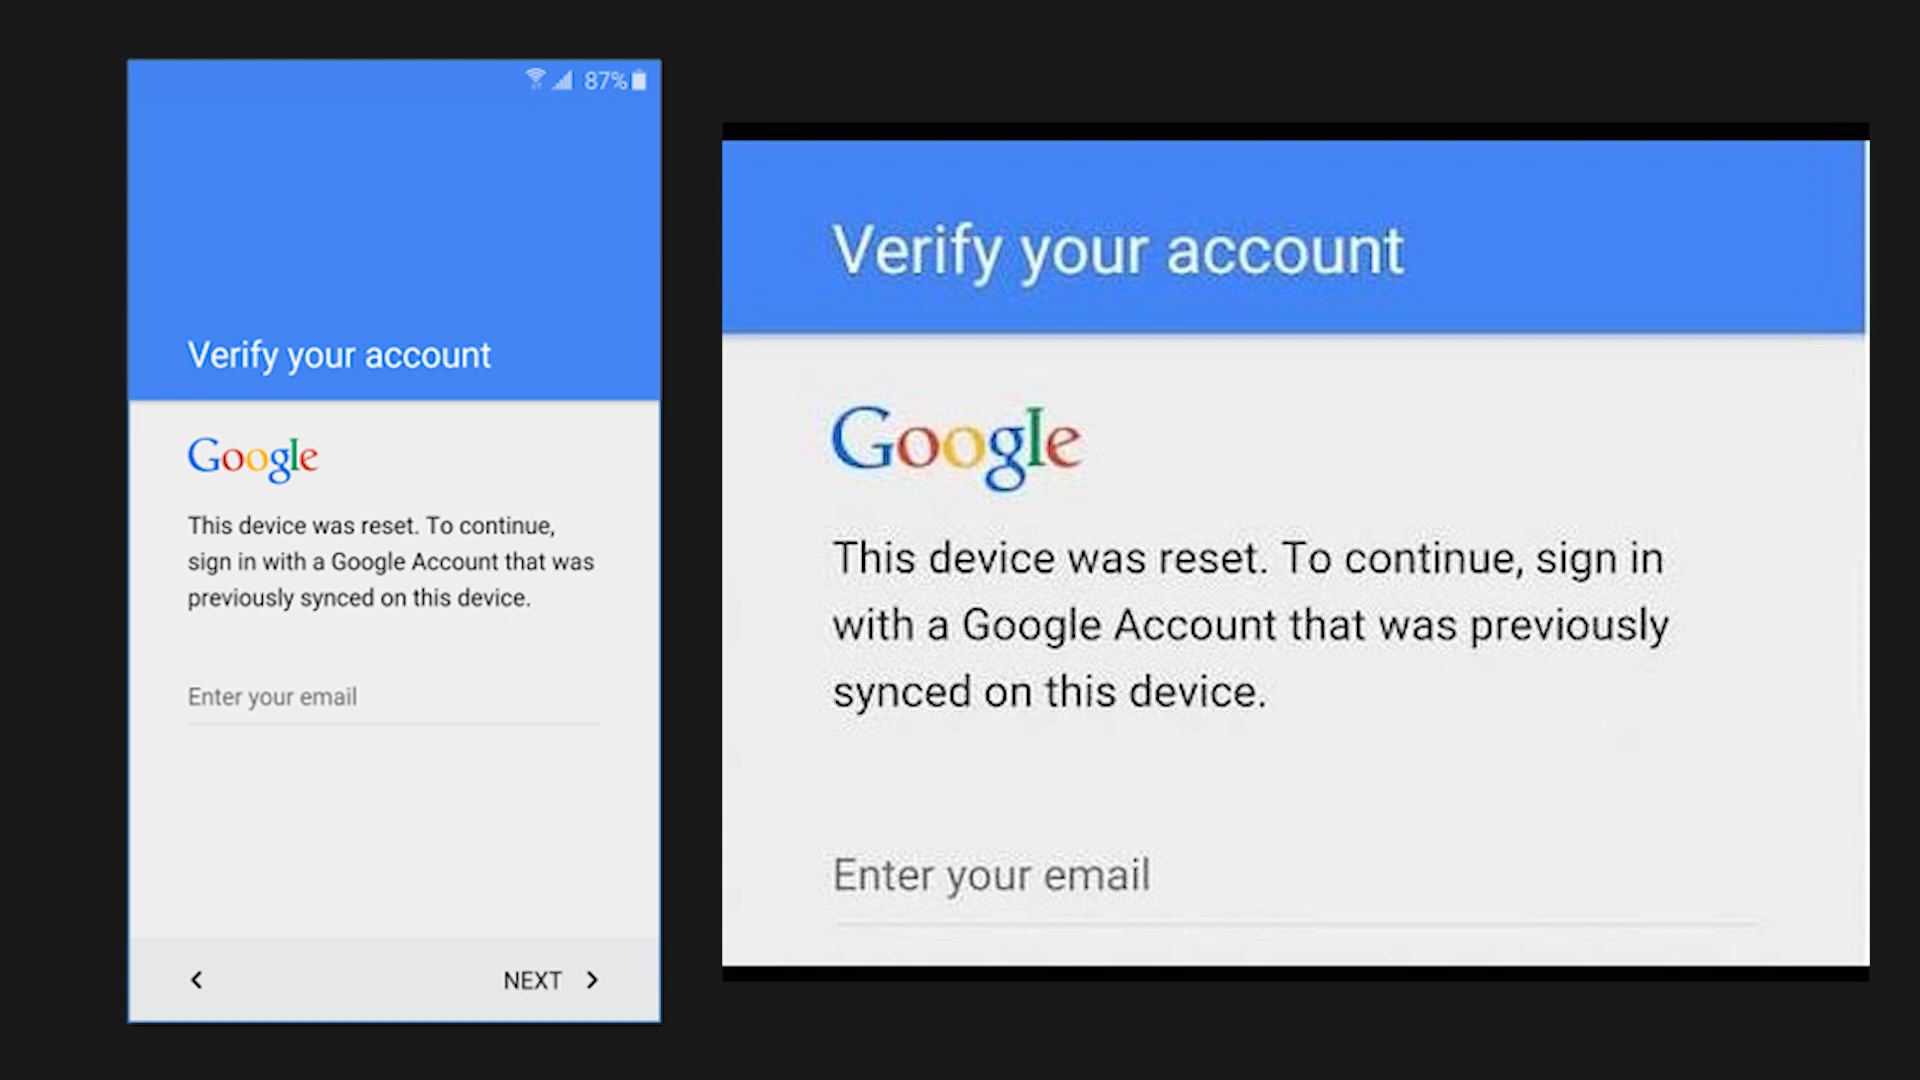 87%
Verify your account
Google
This device was reset. To continue,
sign in with a Google Account that was
previously synced on this device.
Enter your email
NEXT
Verify your account
Google
This device was reset. To continue, sign in
with a Google Account that was previously
synced on this device.
Enter your email